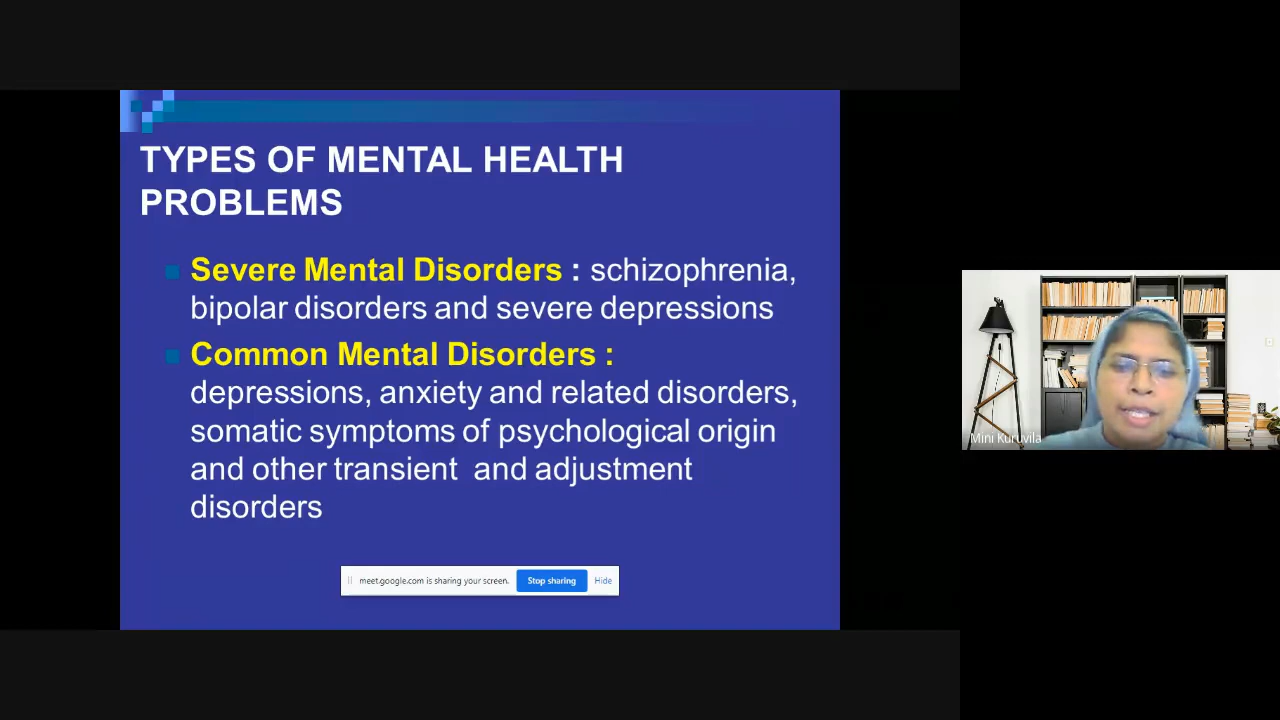 TYPES OF MENTAL HEALTH
PROBLEMS
Severe Mental Disorders : schizophrenia,
bipolar disorders and severe depressions
Common Mental Disorders :
depressions, anxiety and related disorders,
somatic symptoms of psychological origin
and other transient and adjustment
disorders
meet.google.com is sharing your screen. Stop sharing Hide
Mini Kuruvila